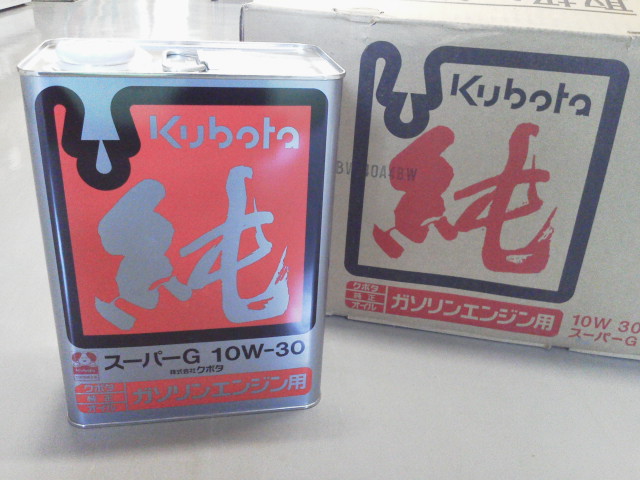 Kubota
純
スーパーG 10W-30
株式会社クボタ
クボタ
純正
オイル
ガソリンエンジン用
Kubota
純
BV40A4BW
クボタ
純正
オイル
ガソリンエンジン用
10W 30
スーパーG